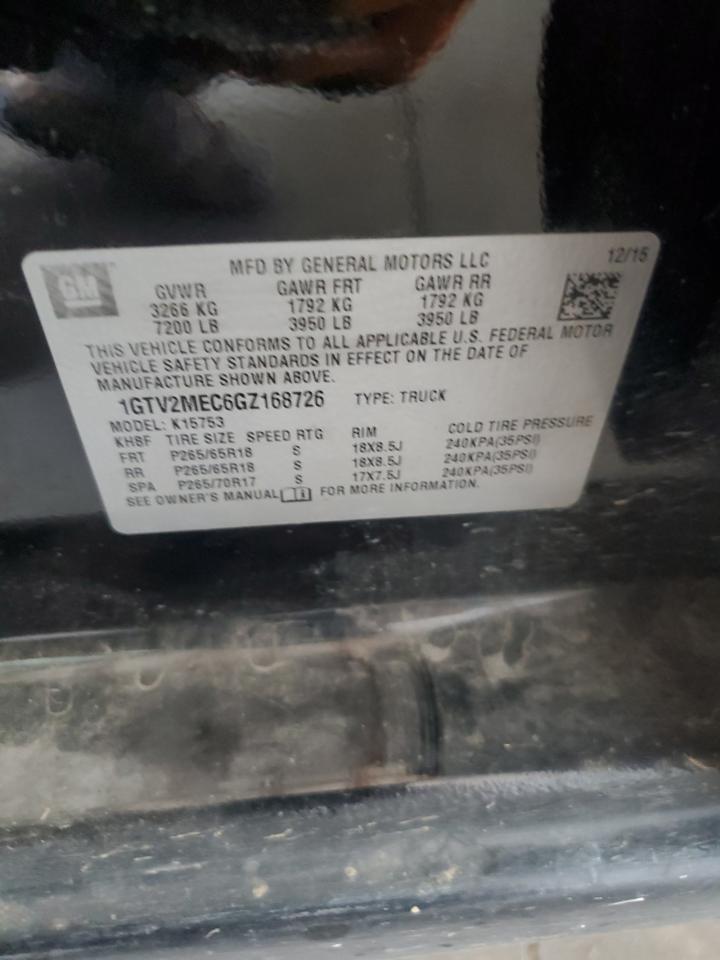 GM
MFD BY GENERAL MOTORS LLC 12/15
GVWR GAWR FRT GAWR RR
3266 KG 1792 KG 1792 KG
7200 LB 3950 LB 3950 LB
THIS VEHICLE CONFORMS TO ALL APPLICABLE U.S. FEDERAL MOTOR
VEHICLE SAFETY STANDARDS IN EFFECT ON THE DATE OF
MANUFACTURE SHOWN ABOVE.
1GTV2MEC6GZ168726 TYPE: TRUCK
MODEL: K15753
KH8F TIRE SIZE SPEED RTG RIM COLD TIRE PRESSURE
FRT P265/65R18 S 18X8.5J 240KPA(35PSI)
RR P265/65R18 S 18X8.5J 240KPA(35PSI)
SPA P265/70R17 S 17X7.5J 240KPA(35PSI)
SEE OWNER'S MANUAL FOR MORE INFORMATION.